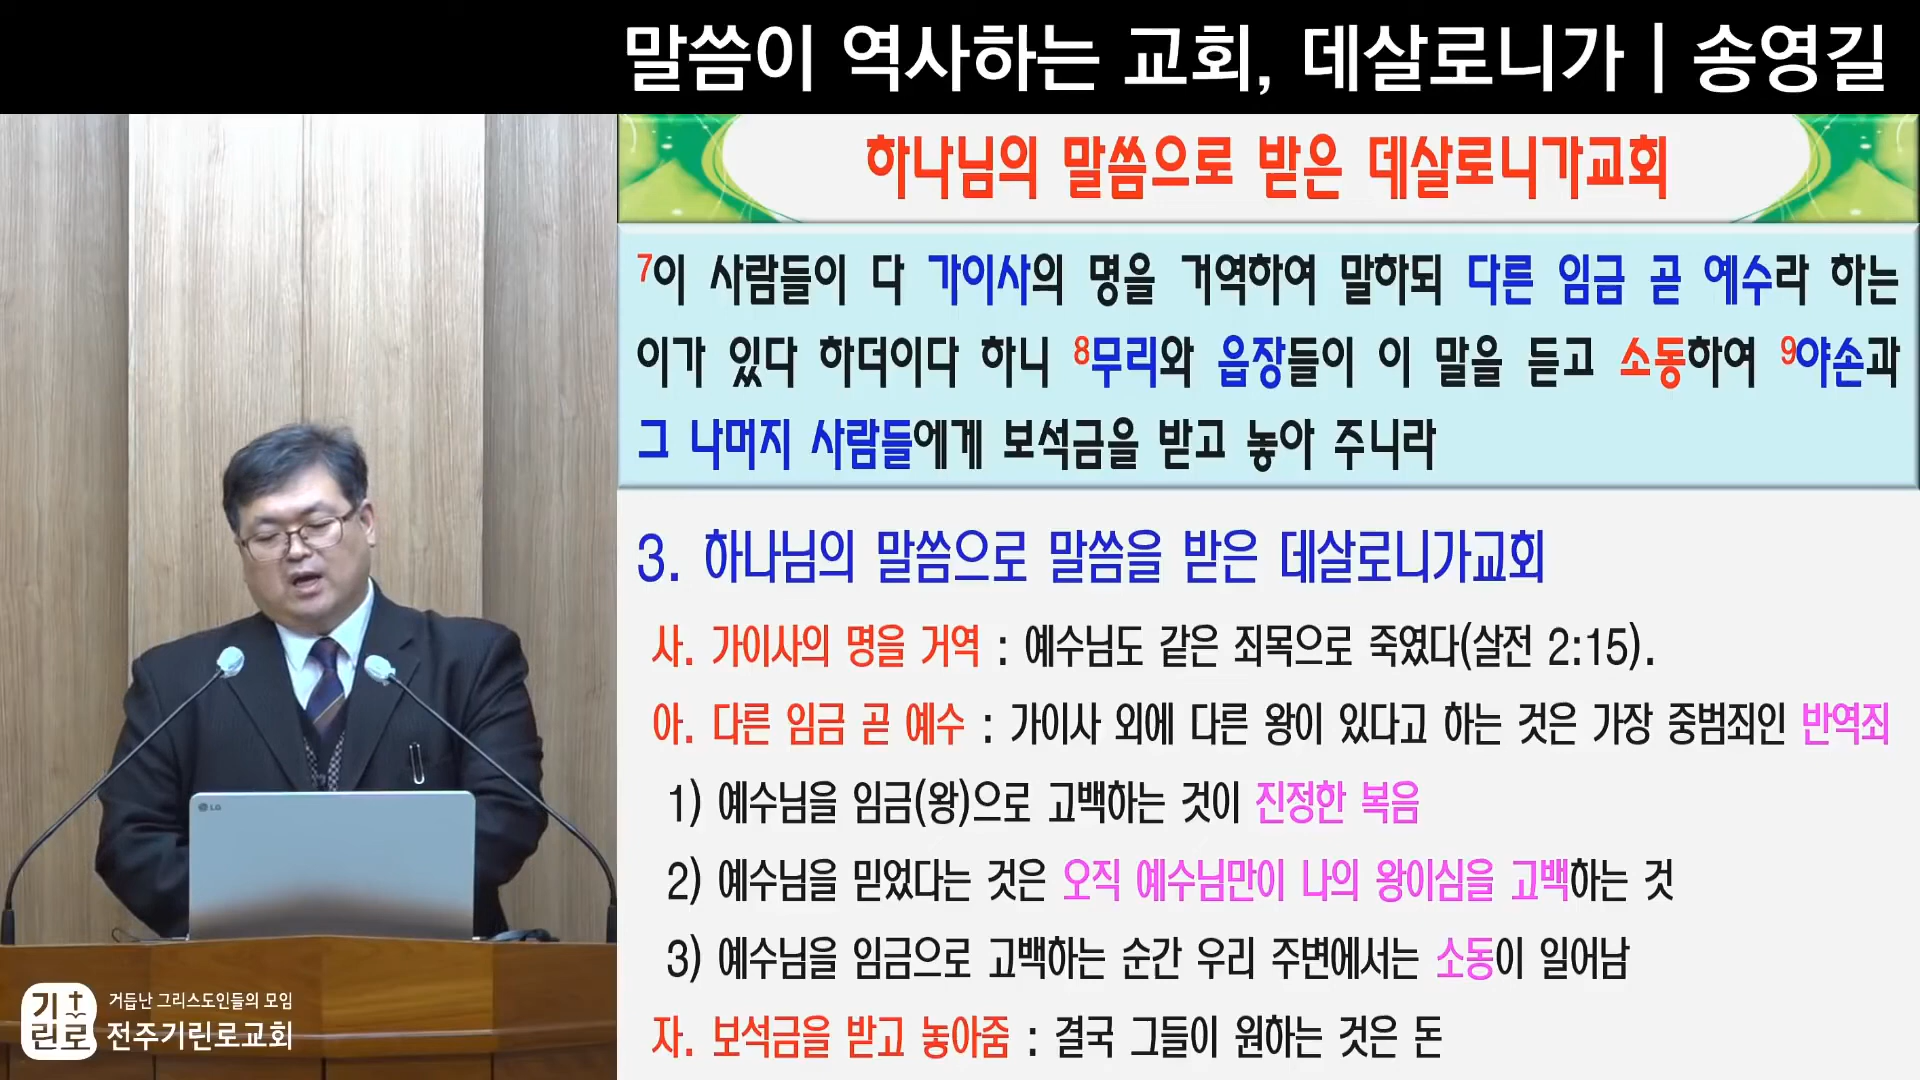 말씀이 역사하는 교회, 데살로니가 | 송영길
하나님의 말씀으로 받은 데살로니가교회
7이 사람들이 다 가이사의 명을 거역하여 말하되 다른 임금 곧 예수라 하는
이가 있다 하더이다 하니 8무리와 읍장들이 이 말을 듣고 소동하여 9야손과
그 나머지 사람들에게 보석금을 받고 놓아 주니라
3. 하나님의 말씀으로 말씀을 받은 데살로니가교회
사. 가이사의 명을 거역 : 예수님도 같은 죄목으로 죽였다(살전 2:15).
아. 다른 임금 곧 예수 : 가이사 외에 다른 왕이 있다고 하는 것은 가장 중범죄인 반역죄
1) 예수님을 임금(왕)으로 고백하는 것이 진정한 복음
2) 예수님을 믿었다는 것은 오직 예수님만이 나의 왕이심을 고백하는 것
3) 예수님을 임금으로 고백하는 순간 우리 주변에서는 소동이 일어남
자. 보석금을 받고 놓아줌 : 결국 그들이 원하는 것은 돈
LG
기린로
거듭난 그리스도인들의 모임
전주기린로교회